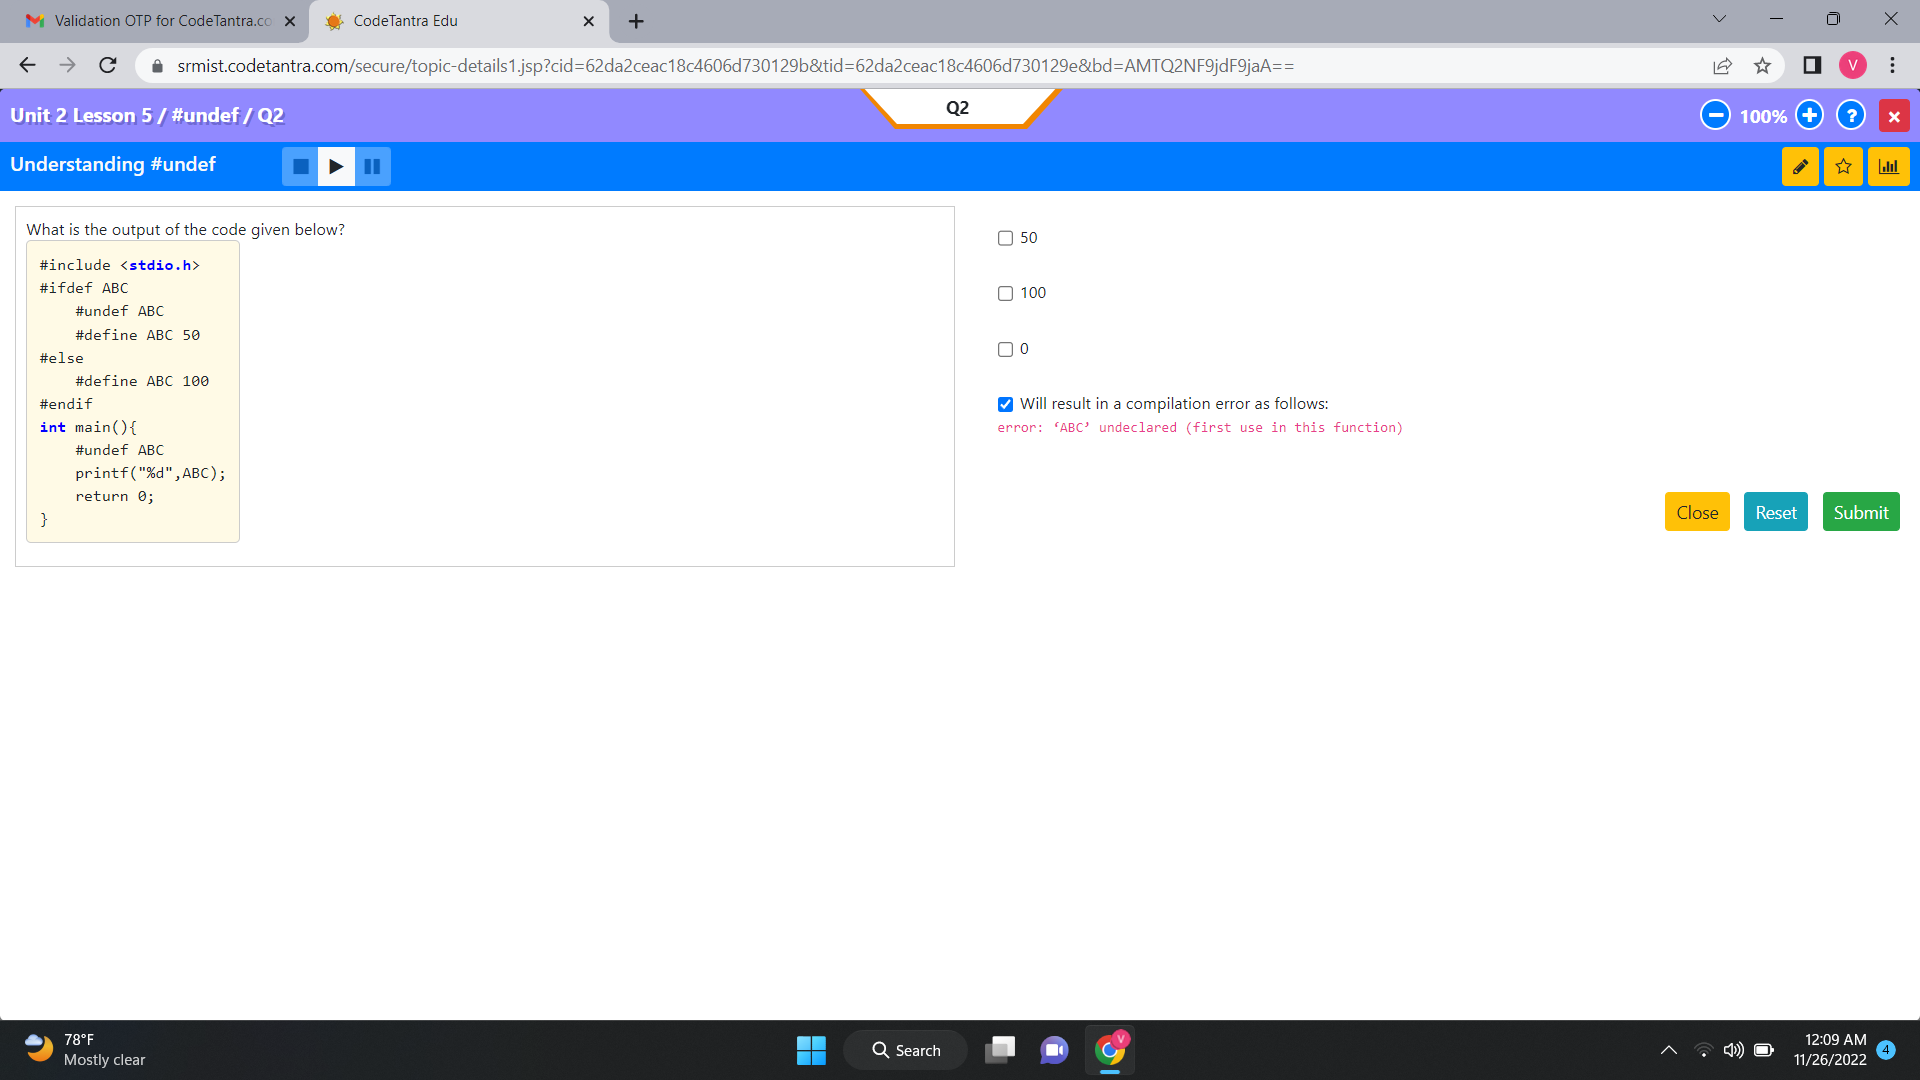 Validation OTP for CodeTantra.co
CodeTantra Edu
srmist.codetantra.com/secure/topic-details1.jsp?cid=62da2ceac18c4606d730129b&tid=62da2ceac18c4606d730129e&bd=AMTQ2NF9jdF9jaA==
V
Unit 2 Lesson 5 / #undef / Q2
Q2
100%
?
Understanding #undef
What is the output of the code given below?
#include <stdio.h>
#ifdef ABC
    #undef ABC
    #define ABC 50
#else
    #define ABC 100
#endif
int main(){
    #undef ABC
    printf("%d",ABC);
    return 0;
}
50
100
0
Will result in a compilation error as follows:
error: ‘ABC’ undeclared (first use in this function)
Close
Reset
Submit
78°F
Mostly clear
Search
V
12:09 AM
11/26/2022
4